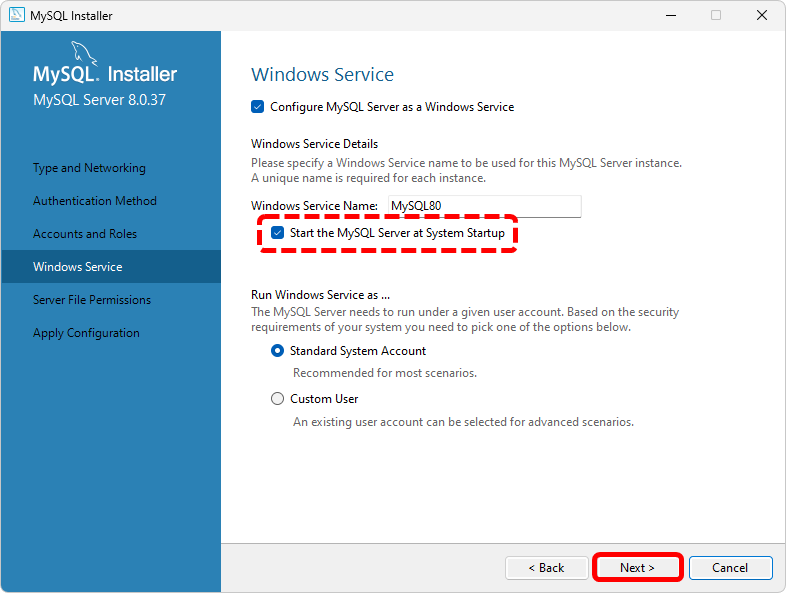 MySQL Installer
MySQL. Installer
MySQL Server 8.0.37
Type and Networking
Authentication Method
Accounts and Roles
Windows Service
Server File Permissions
Apply Configuration
Windows Service
Configure MySQL Server as a Windows Service
Windows Service Details
Please specify a Windows Service name to be used for this MySQL Server instance.
A unique name is required for each instance.
Windows Service Name: MySQL80
Start the MySQL Server at System Startup
Run Windows Service as ...
The MySQL Server needs to run under a given user account. Based on the security
requirements of your system you need to pick one of the options below.
Standard System Account
Recommended for most scenarios.
Custom User
An existing user account can be selected for advanced scenarios.
< Back
Next >
Cancel